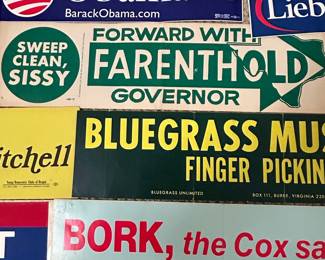 BarackObama.com
Lieb
SWEEP
CLEAN,
SISSY
FORWARD WITH
FARENTHOLD
GOVERNOR
itchell
BLUEGRASS MUS
FINGER PICKIN
BLUEGRASS UNLIMITED
BOX 111, BURKE, VIRGINIA 220
T
BORK, the Cox sa